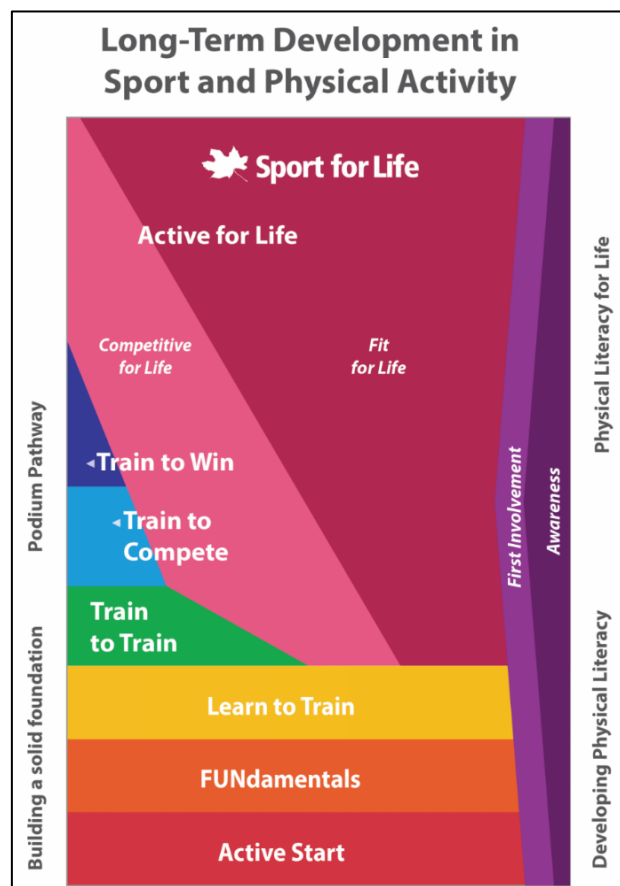 Long-Term Development in
Sport and Physical Activity
Sport for Life
Active for Life
Competitive
for Life
Fit
for Life
Train to Win
Train to
Compete
Train
to Train
Learn to Train
FUNdamentals
Active Start
Podium Pathway
Building a solid foundation
First Involvement
Awareness
Physical Literacy for Life
Developing Physical Literacy